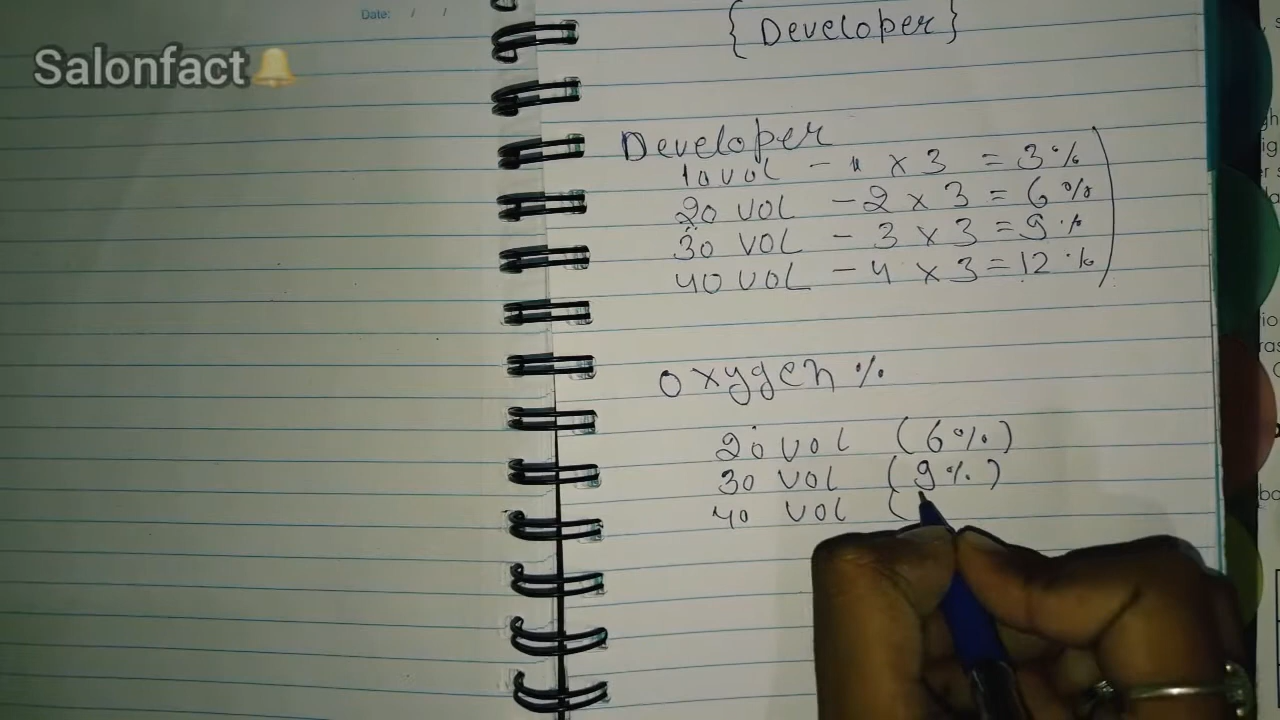 Date: / /
Salonfact
{Developer}
Developer
10 VOL - 1 x 3 = 3%
20 VOL - 2 x 3 = 6%
30 VOL - 3 x 3 = 9%
40 VOL - 4 x 3 = 12%
Oxygen %
20 VOL (6%)
30 VOL (9%)
40 VOL (